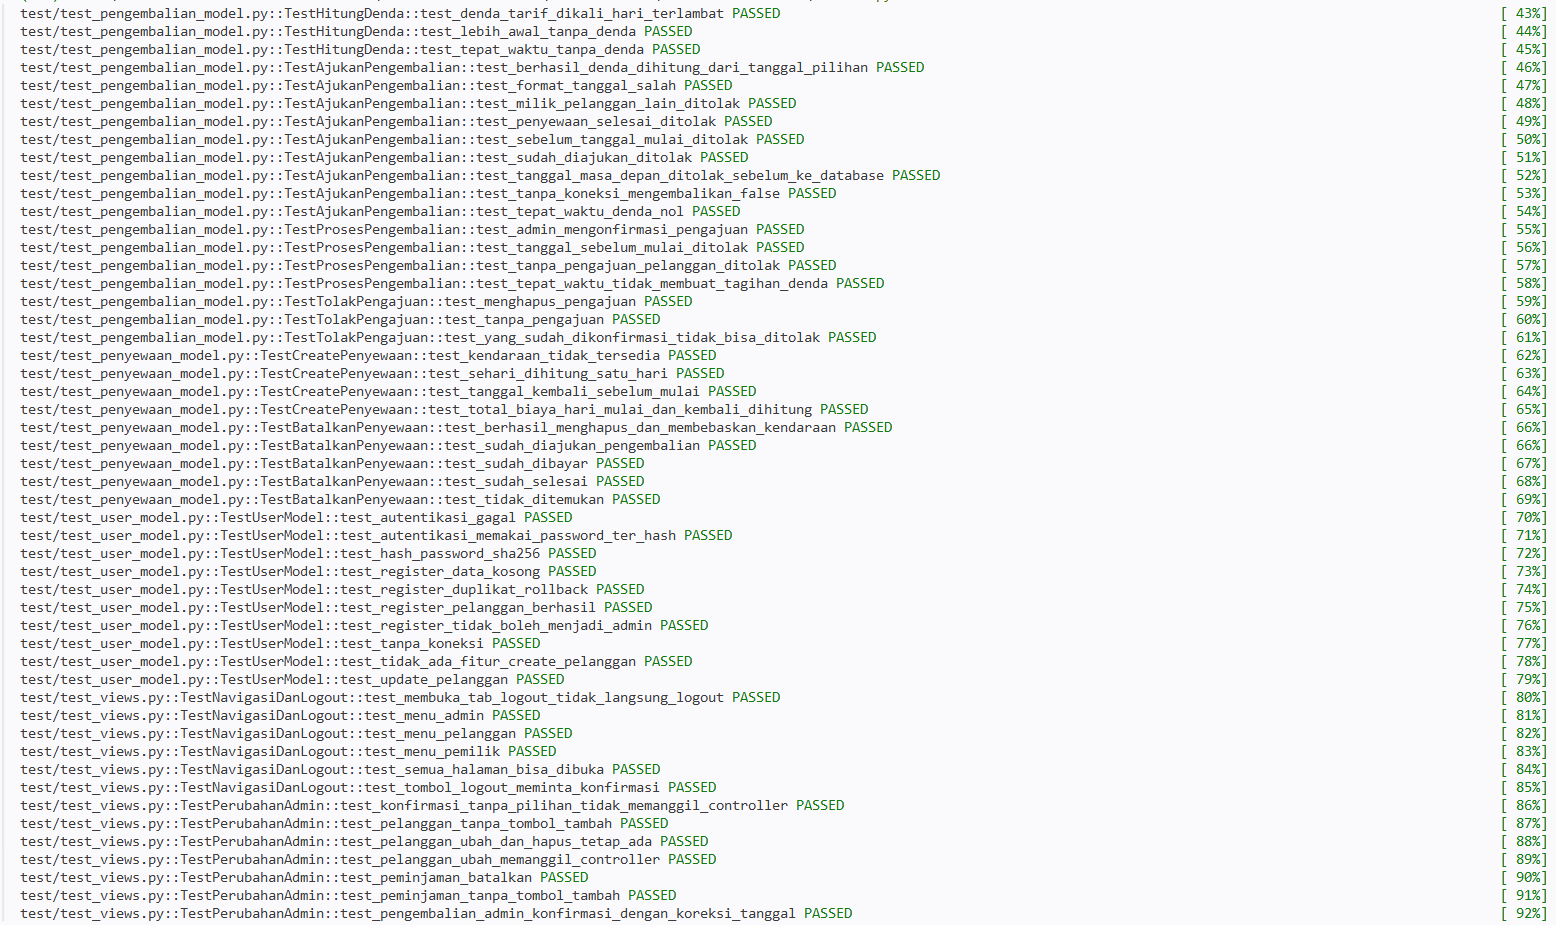 test/test_pengembalian_model.py::TestHitungDenda::test_denda_tarif_dikali_hari_terlambat PASSED [ 43%]
test/test_pengembalian_model.py::TestHitungDenda::test_lebih_awal_tanpa_denda PASSED [ 44%]
test/test_pengembalian_model.py::TestHitungDenda::test_tepat_waktu_tanpa_denda PASSED [ 45%]
test/test_pengembalian_model.py::TestAjukanPengembalian::test_berhasil_denda_dihitung_dari_tanggal_pilihan PASSED [ 46%]
test/test_pengembalian_model.py::TestAjukanPengembalian::test_format_tanggal_salah PASSED [ 47%]
test/test_pengembalian_model.py::TestAjukanPengembalian::test_milik_pelanggan_lain_ditolak PASSED [ 48%]
test/test_pengembalian_model.py::TestAjukanPengembalian::test_penyewaan_selesai_ditolak PASSED [ 49%]
test/test_pengembalian_model.py::TestAjukanPengembalian::test_sebelum_tanggal_mulai_ditolak PASSED [ 50%]
test/test_pengembalian_model.py::TestAjukanPengembalian::test_sudah_diajukan_ditolak PASSED [ 51%]
test/test_pengembalian_model.py::TestAjukanPengembalian::test_tanggal_masa_depan_ditolak_sebelum_ke_database PASSED [ 52%]
test/test_pengembalian_model.py::TestAjukanPengembalian::test_tanpa_koneksi_mengembalikan_false PASSED [ 53%]
test/test_pengembalian_model.py::TestAjukanPengembalian::test_tepat_waktu_denda_nol PASSED [ 54%]
test/test_pengembalian_model.py::TestProsesPengembalian::test_admin_mengonfirmasi_pengajuan PASSED [ 55%]
test/test_pengembalian_model.py::TestProsesPengembalian::test_tanggal_sebelum_mulai_ditolak PASSED [ 56%]
test/test_pengembalian_model.py::TestProsesPengembalian::test_tanpa_pengajuan_pelanggan_ditolak PASSED [ 57%]
test/test_pengembalian_model.py::TestProsesPengembalian::test_tepat_waktu_tidak_membuat_tagihan_denda PASSED [ 58%]
test/test_pengembalian_model.py::TestTolakPengajuan::test_menghapus_pengajuan PASSED [ 59%]
test/test_pengembalian_model.py::TestTolakPengajuan::test_tanpa_pengajuan PASSED [ 60%]
test/test_pengembalian_model.py::TestTolakPengajuan::test_yang_sudah_dikonfirmasi_tidak_bisa_ditolak PASSED [ 61%]
test/test_penyewaan_model.py::TestCreatePenyewaan::test_kendaraan_tidak_tersedia PASSED [ 62%]
test/test_penyewaan_model.py::TestCreatePenyewaan::test_sehari_dihitung_satu_hari PASSED [ 63%]
test/test_penyewaan_model.py::TestCreatePenyewaan::test_tanggal_kembali_sebelum_mulai PASSED [ 64%]
test/test_penyewaan_model.py::TestCreatePenyewaan::test_total_biaya_hari_mulai_dan_kembali_dihitung PASSED [ 65%]
test/test_penyewaan_model.py::TestBatalkanPenyewaan::test_berhasil_menghapus_dan_membebaskan_kendaraan PASSED [ 66%]
test/test_penyewaan_model.py::TestBatalkanPenyewaan::test_sudah_diajukan_pengembalian PASSED [ 66%]
test/test_penyewaan_model.py::TestBatalkanPenyewaan::test_sudah_dibayar PASSED [ 67%]
test/test_penyewaan_model.py::TestBatalkanPenyewaan::test_sudah_selesai PASSED [ 68%]
test/test_penyewaan_model.py::TestBatalkanPenyewaan::test_tidak_ditemukan PASSED [ 69%]
test/test_user_model.py::TestUserModel::test_autentikasi_gagal PASSED [ 70%]
test/test_user_model.py::TestUserModel::test_autentikasi_memakai_password_ter_hash PASSED [ 71%]
test/test_user_model.py::TestUserModel::test_hash_password_sha256 PASSED [ 72%]
test/test_user_model.py::TestUserModel::test_register_data_kosong PASSED [ 73%]
test/test_user_model.py::TestUserModel::test_register_duplikat_rollback PASSED [ 74%]
test/test_user_model.py::TestUserModel::test_register_pelanggan_berhasil PASSED [ 75%]
test/test_user_model.py::TestUserModel::test_register_tidak_boleh_menjadi_admin PASSED [ 76%]
test/test_user_model.py::TestUserModel::test_tanpa_koneksi PASSED [ 77%]
test/test_user_model.py::TestUserModel::test_tidak_ada_fitur_create_pelanggan PASSED [ 78%]
test/test_user_model.py::TestUserModel::test_update_pelanggan PASSED [ 79%]
test/test_views.py::TestNavigasiDanLogout::test_membuka_tab_logout_tidak_langsung_logout PASSED [ 80%]
test/test_views.py::TestNavigasiDanLogout::test_menu_admin PASSED [ 81%]
test/test_views.py::TestNavigasiDanLogout::test_menu_pelanggan PASSED [ 82%]
test/test_views.py::TestNavigasiDanLogout::test_menu_pemilik PASSED [ 83%]
test/test_views.py::TestNavigasiDanLogout::test_semua_halaman_bisa_dibuka PASSED [ 84%]
test/test_views.py::TestNavigasiDanLogout::test_tombol_logout_meminta_konfirmasi PASSED [ 85%]
test/test_views.py::TestPerubahanAdmin::test_konfirmasi_tanpa_pilihan_tidak_memanggil_controller PASSED [ 86%]
test/test_views.py::TestPerubahanAdmin::test_pelanggan_tanpa_tombol_tambah PASSED [ 87%]
test/test_views.py::TestPerubahanAdmin::test_pelanggan_ubah_dan_hapus_tetap_ada PASSED [ 88%]
test/test_views.py::TestPerubahanAdmin::test_pelanggan_ubah_memanggil_controller PASSED [ 89%]
test/test_views.py::TestPerubahanAdmin::test_peminjaman_batalkan PASSED [ 90%]
test/test_views.py::TestPerubahanAdmin::test_peminjaman_tanpa_tombol_tambah PASSED [ 91%]
test/test_views.py::TestPerubahanAdmin::test_pengembalian_admin_konfirmasi_dengan_koreksi_tanggal PASSED [ 92%]